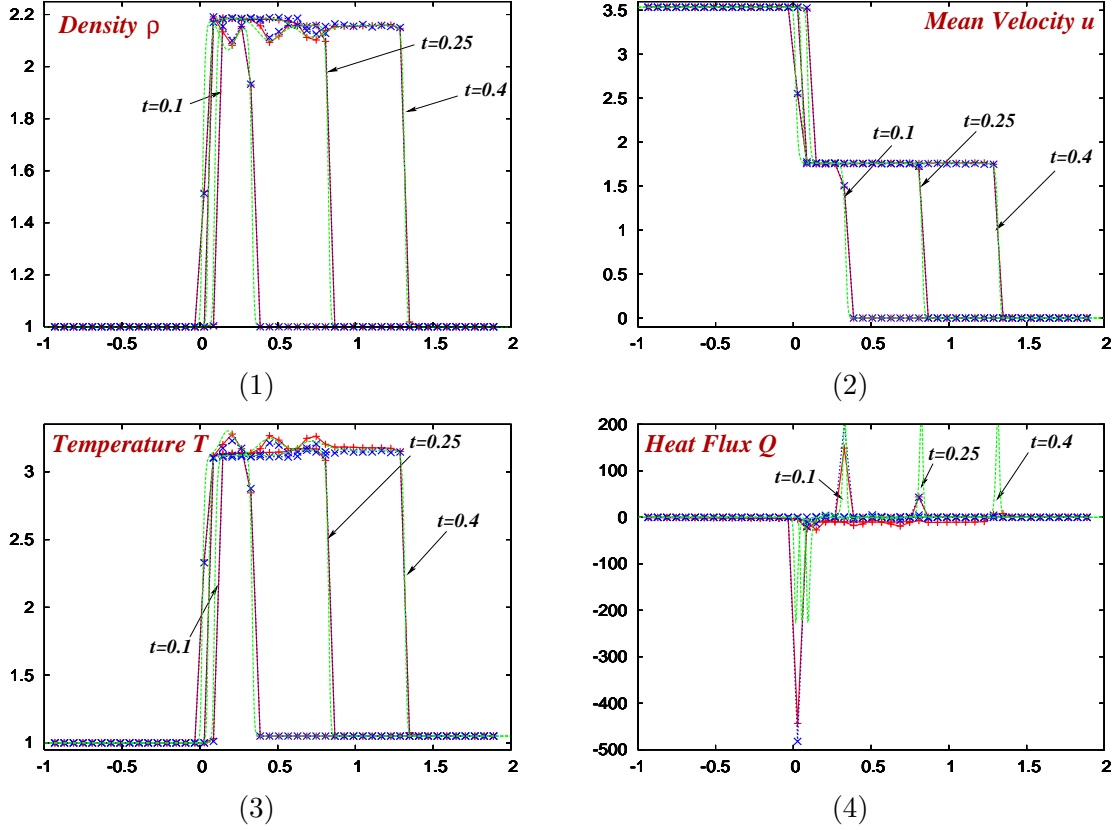 Density ρ
t=0.25
t=0.1
t=0.4
2.2
2
1.8
1.6
1.4
1.2
1
-1 -0.5 0 0.5 1 1.5 2
(1)
Mean Velocity u
t=0.1
t=0.25
t=0.4
3.5
3
2.5
2
1.5
1
0.5
0
-1 -0.5 0 0.5 1 1.5 2
(2)
Temperature T
t=0.25
t=0.4
t=0.1
3
2.5
2
1.5
1
-1 -0.5 0 0.5 1 1.5 2
(3)
Heat Flux Q
t=0.1
t=0.25
t=0.4
200
100
0
-100
-200
-300
-400
-500
-1 -0.5 0 0.5 1 1.5 2
(4)